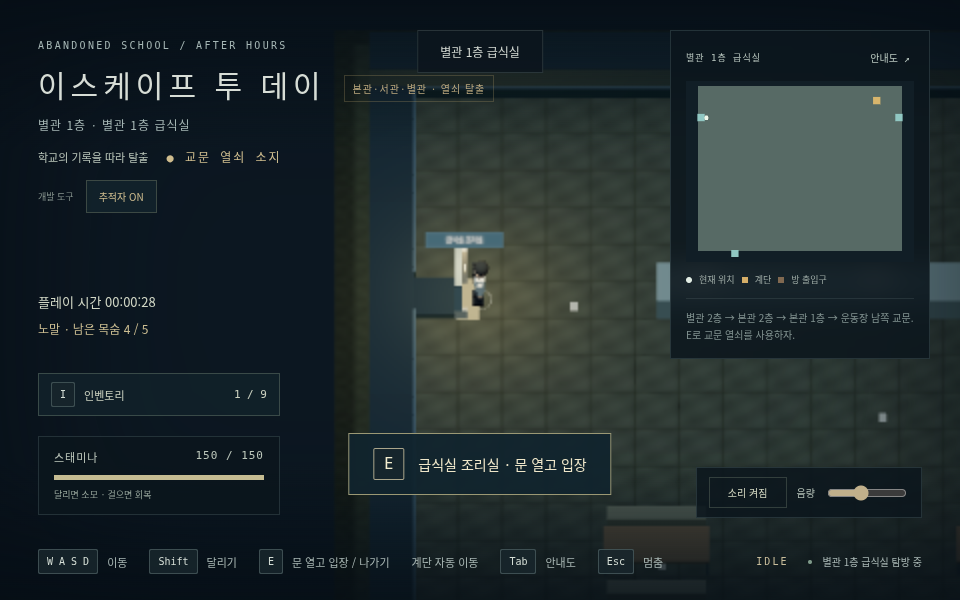 ABANDONED SCHOOL / AFTER HOURS
이스케이프 투 데이
별관 1층 · 별관 1층 급식실
학교의 기록을 따라 탈출 ● 교문 열쇠 소지
개발 도구 추적자 ON
별관 1층 급식실
본관·서관·별관 · 열쇠 탈출
별관 1층 급식실 안내도 ↗
현재 위치 계단 방 출입구
별관 2층 → 본관 2층 → 본관 1층 → 운동장 남쪽 교문.
E로 교문 열쇠를 사용하자.
플레이 시간 00:00:28
노말 · 남은 목숨 4 / 5
I 인벤토리 1 / 9
스태미나 150 / 150
달리면 소모 · 걸으면 회복
E 급식실 조리실 · 문 열고 입장
소리 켜짐 음량
W A S D 이동 Shift 달리기 E 문 열고 입장 / 나가기 계단 자동 이동 Tab 안내도 Esc 멈춤
IDLE • 별관 1층 급식실 탐방 중